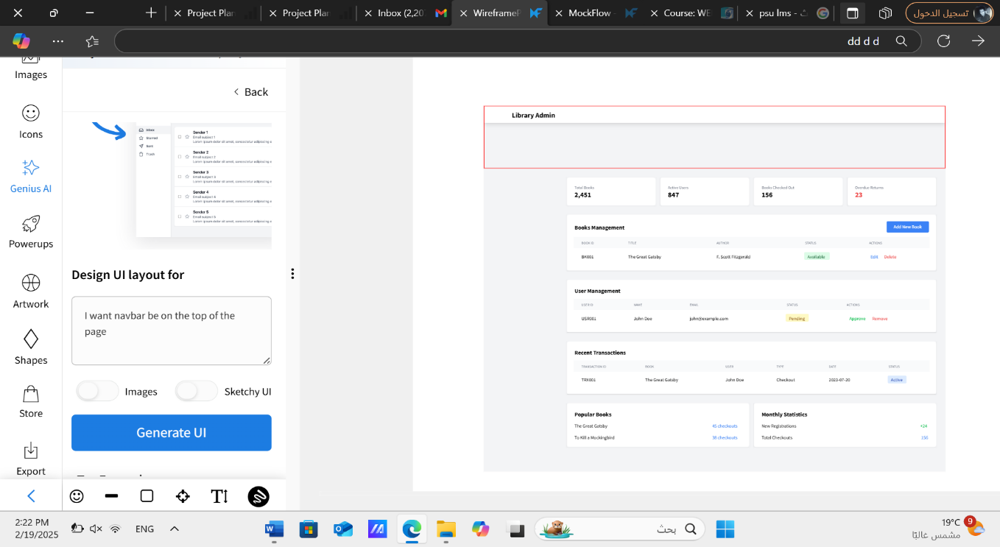 Project Plan
Project Plan
Inbox (2,20
WireframeP
MockFlow
Course: WE
psu lms - ث
تسجيل الدخول
dd d d
Images
Icons
Genius AI
Powerups
Artwork
Shapes
Store
Export
Back
Inbox
Starred
Sent
Trash
Sender 1
Email subject 1
Lorem ipsum dolor sit amet, consectetur adipiscing e
Sender 2
Email subject 2
Lorem ipsum dolor sit amet, consectetur adipiscing e
Sender 3
Email subject 3
Lorem ipsum dolor sit amet, consectetur adipiscing e
Sender 4
Email subject 4
Lorem ipsum dolor sit amet, consectetur adipiscing e
Sender 5
Email subject 5
Lorem ipsum dolor sit amet, consectetur adipiscing e
Design UI layout for
I want navbar be on the top of the
page
Images
Sketchy UI
Generate UI
Library Admin
Total Books
2,451
Active Users
847
Books Checked Out
156
Overdue Returns
23
Books Management
Add New Book
BOOK ID TITLE AUTHOR STATUS ACTIONS
BK001 The Great Gatsby F. Scott Fitzgerald Available Edit Delete
User Management
USER ID NAME EMAIL STATUS ACTIONS
USR001 John Doe john@example.com Pending Approve Remove
Recent Transactions
TRANSACTION ID BOOK USER TYPE DATE STATUS
TRX001 The Great Gatsby John Doe Checkout 2023-07-20 Active
Popular Books
The Great Gatsby 45 checkouts
To Kill a Mockingbird 38 checkouts
Monthly Statistics
New Registrations +24
Total Checkouts 156
2:22 PM
2/19/2025
ENG
بحث
19°C
مشمس غالبًا
9